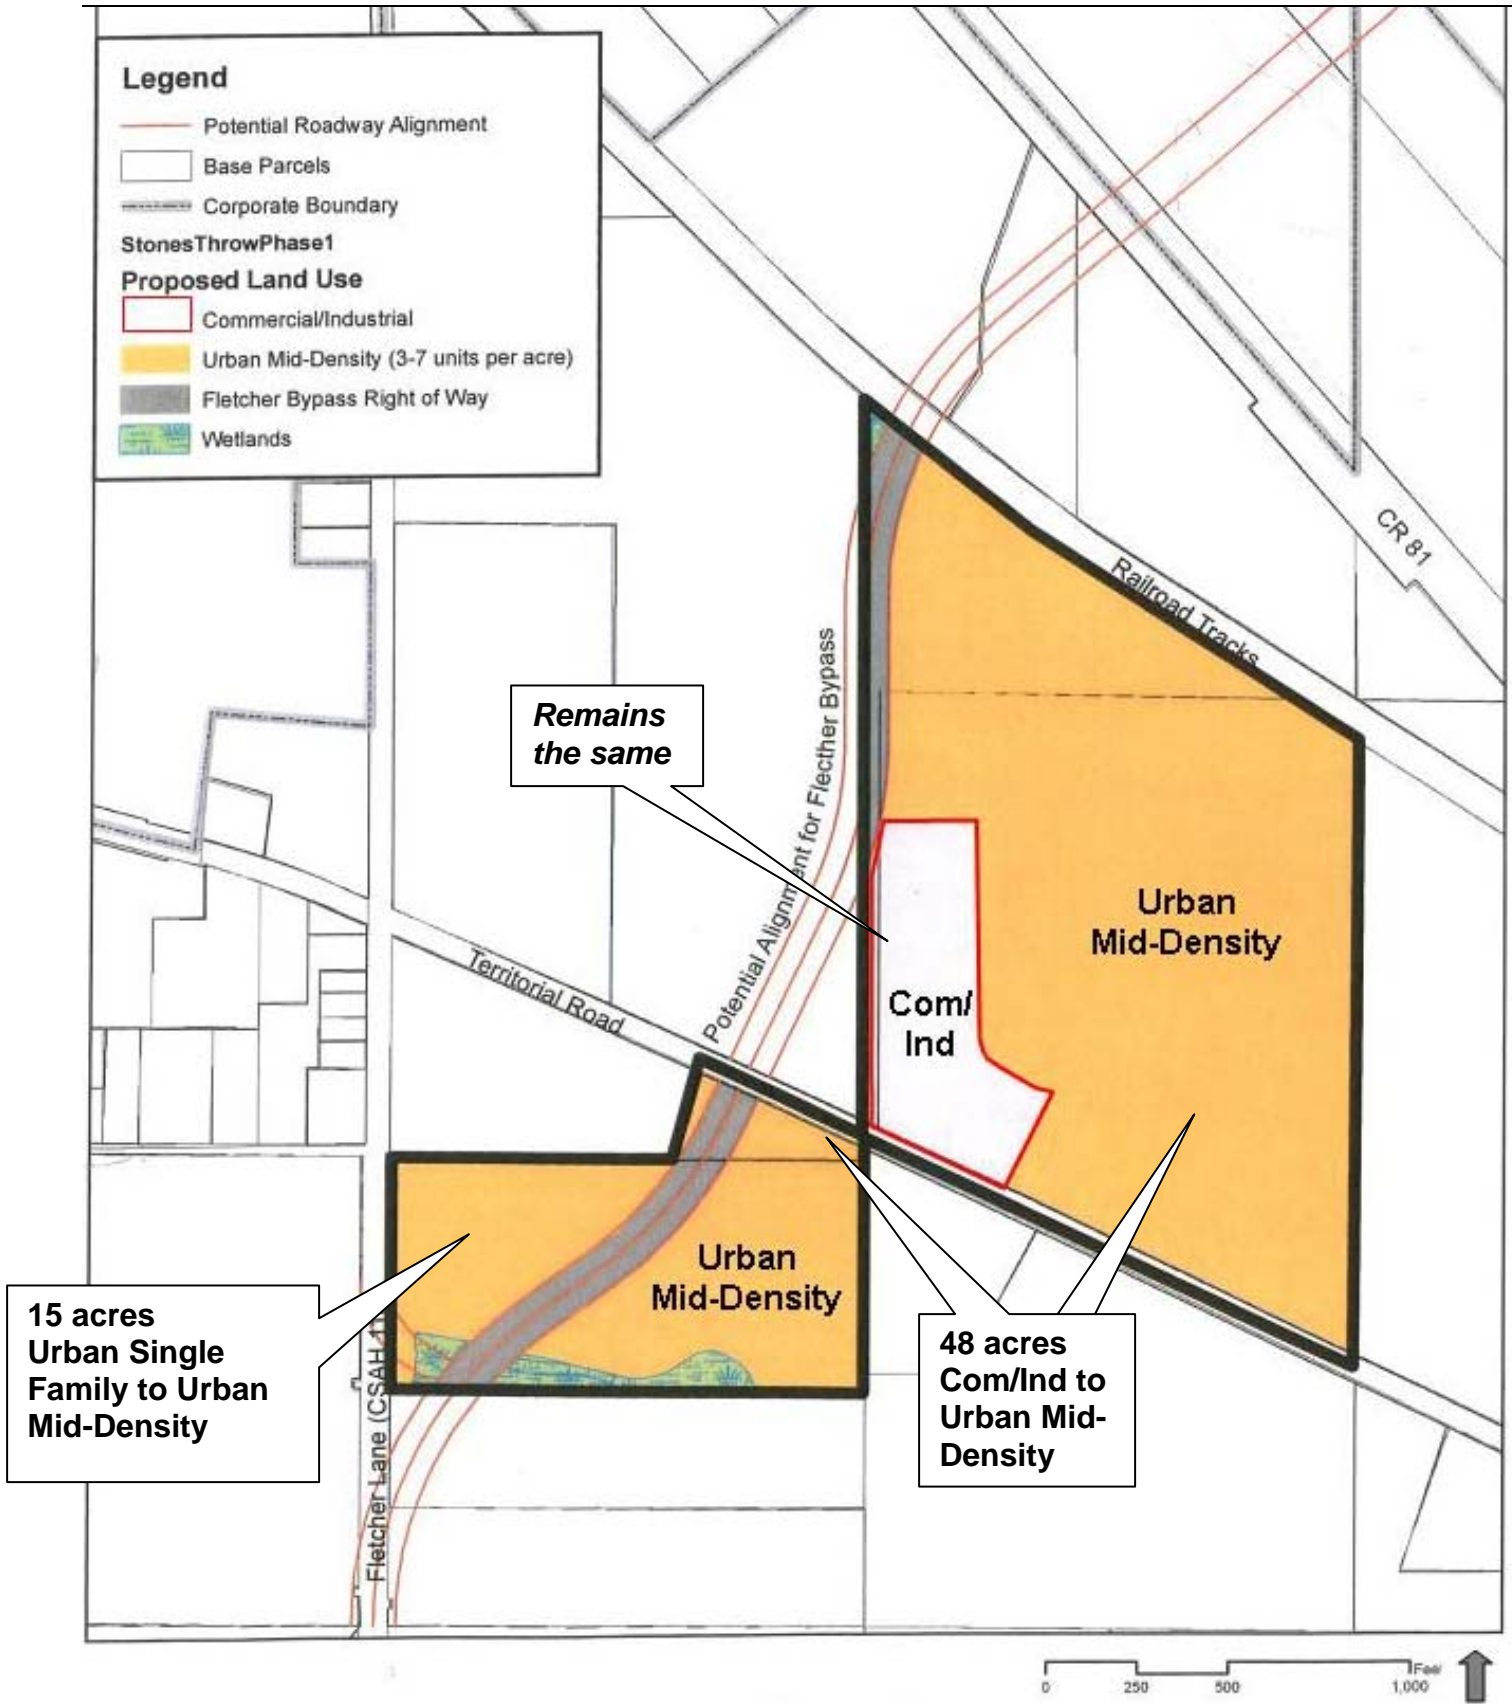 Legend
Potential Roadway Alignment
Base Parcels
Corporate Boundary
StonesThrowPhase1
Proposed Land Use
Commercial/Industrial
Urban Mid-Density (3-7 units per acre)
Fletcher Bypass Right of Way
Wetlands
CR 81
Railroad Tracks
Remains
the same
Potential Alignment for Flecther Bypass
Urban
Mid-Density
Territorial Road
Com/
Ind
Urban
Mid-Density
15 acres
Urban Single
Family to Urban
Mid-Density
48 acres
Com/Ind to
Urban Mid-
Density
Fletcher Lane (CSAH 11
0 250 500 1,000
Feet